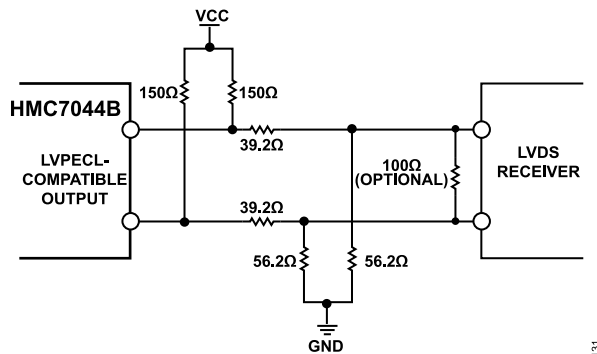 VCC
150Ω
150Ω
HMC7044B
39.2Ω
LVPECL-
COMPATIBLE
OUTPUT
100Ω
(OPTIONAL)
LVDS
RECEIVER
39.2Ω
56.2Ω
56.2Ω
GND
131